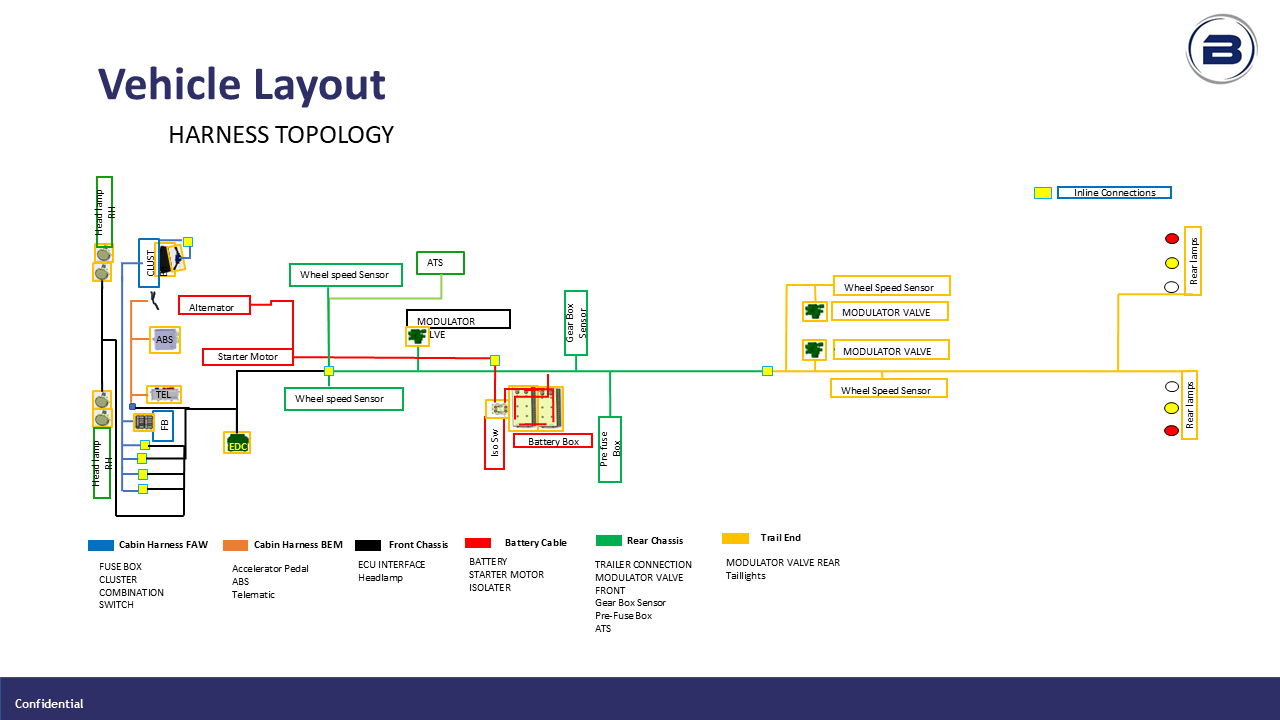 Vehicle Layout
HARNESS TOPOLOGY
Head lamp
RH
Inline Connections
CLUST
Wheel speed Sensor
ATS
Alternator
MODULATOR
LVE
Gear Box
Sensor
Wheel Speed Sensor
MODULATOR VALVE
Rear lamps
ABS
Starter Motor
MODULATOR VALVE
TEL
Wheel speed Sensor
Wheel Speed Sensor
Rear lamps
FB
EDC
Iso Sw
Battery Box
Pre fuse
Box
Head lamp
RH
Cabin Harness FAW
FUSE BOX
CLUSTER
COMBINATION
SWITCH
Cabin Harness BEM
Accelerator Pedal
ABS
Telematic
Front Chassis
ECU INTERFACE
Headlamp
Battery Cable
BATTERY
STARTER MOTOR
ISOLATER
Rear Chassis
TRAILER CONNECTION
MODULATOR VALVE
FRONT
Gear Box Sensor
Pre-Fuse Box
ATS
Trail End
MODULATOR VALVE REAR
Taillights
Confidential